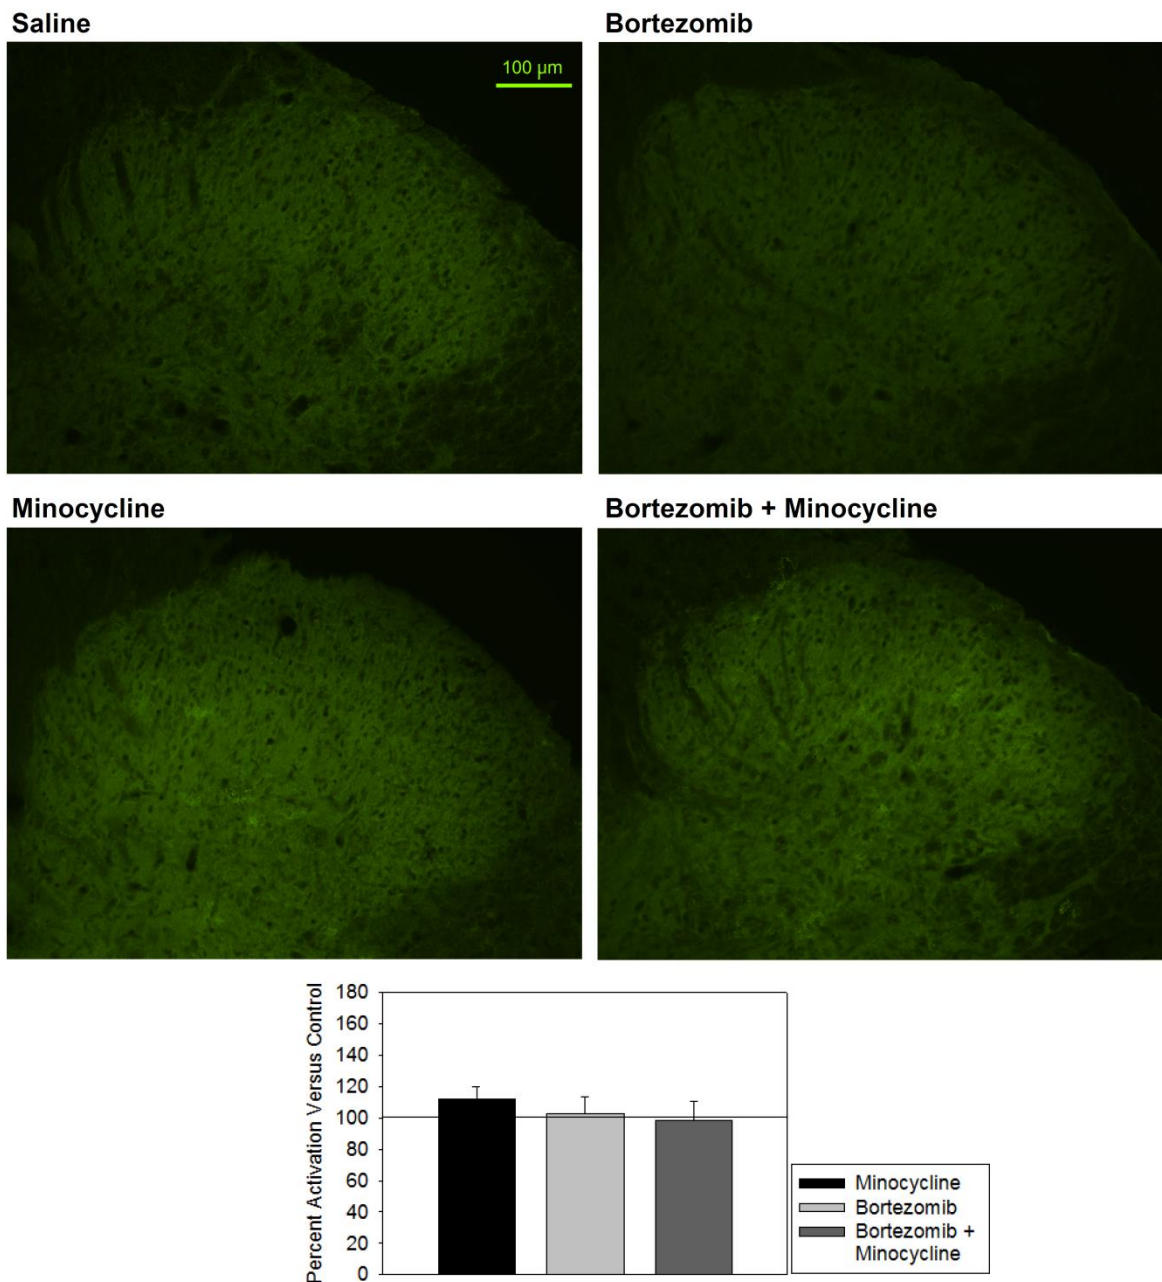 Saline
Bortezomib
100 µm
Minocycline
Bortezomib + Minocycline
Percent Activation Versus Control
180
160
140
120
100
80
60
40
20
0
Minocycline
Bortezomib
Bortezomib +
Minocycline